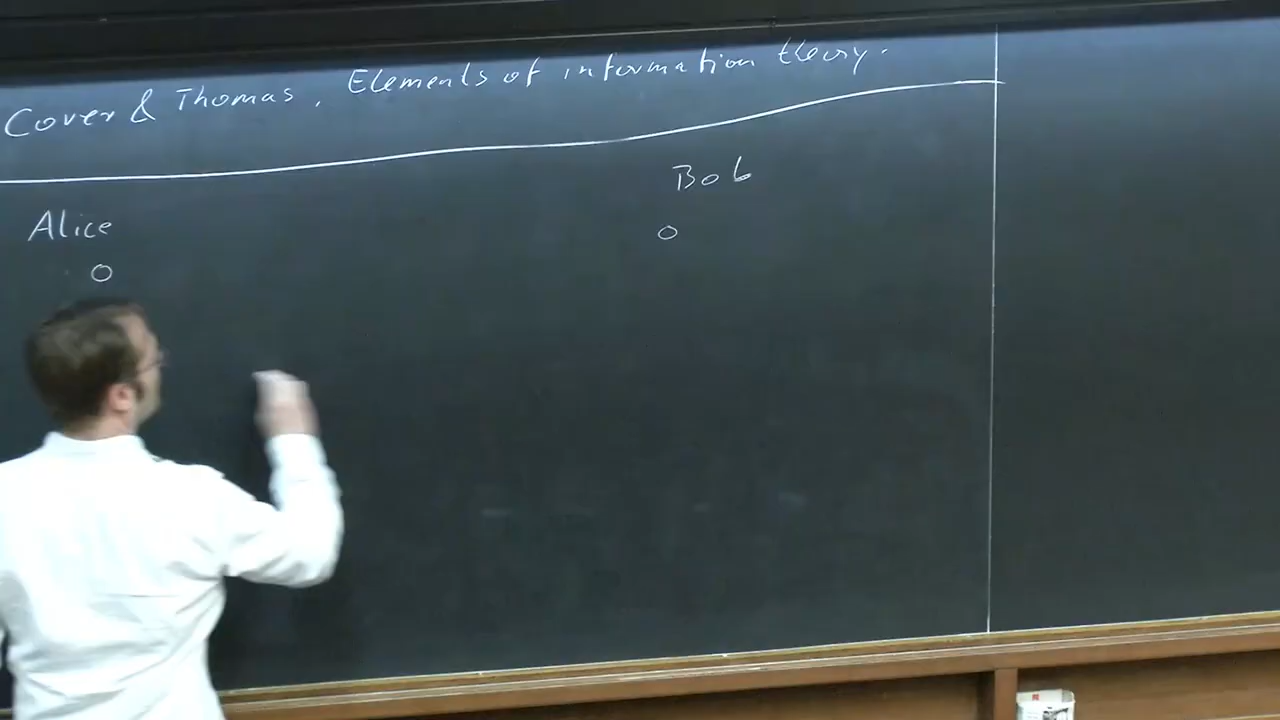 Cover & Thomas, Elements of information theory.
Bob
Alice